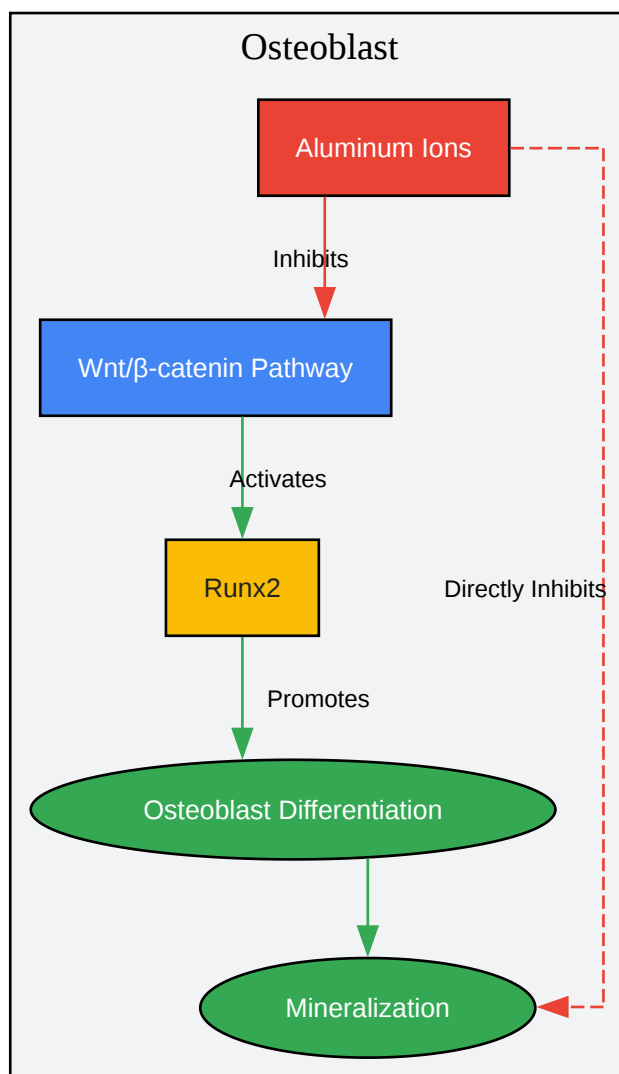 Osteoblast
Aluminum Ions
Inhibits
Wnt/β-catenin Pathway
Activates
Runx2
Directly Inhibits
Promotes
Osteoblast Differentiation
Mineralization